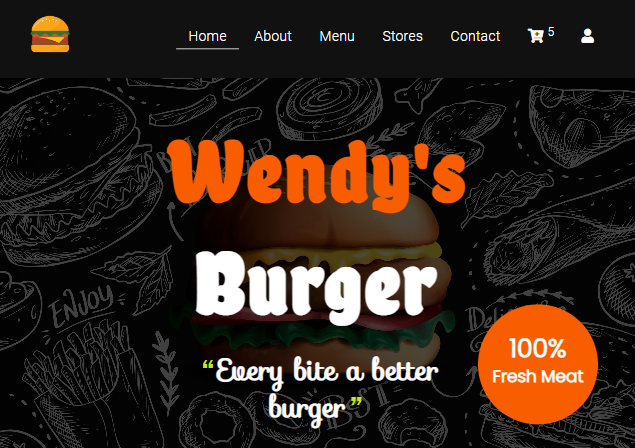 Home About Menu Stores Contact 5
Wendy's
Burger
“Every bite a better
burger”
ENJOY
100%
Fresh Meat